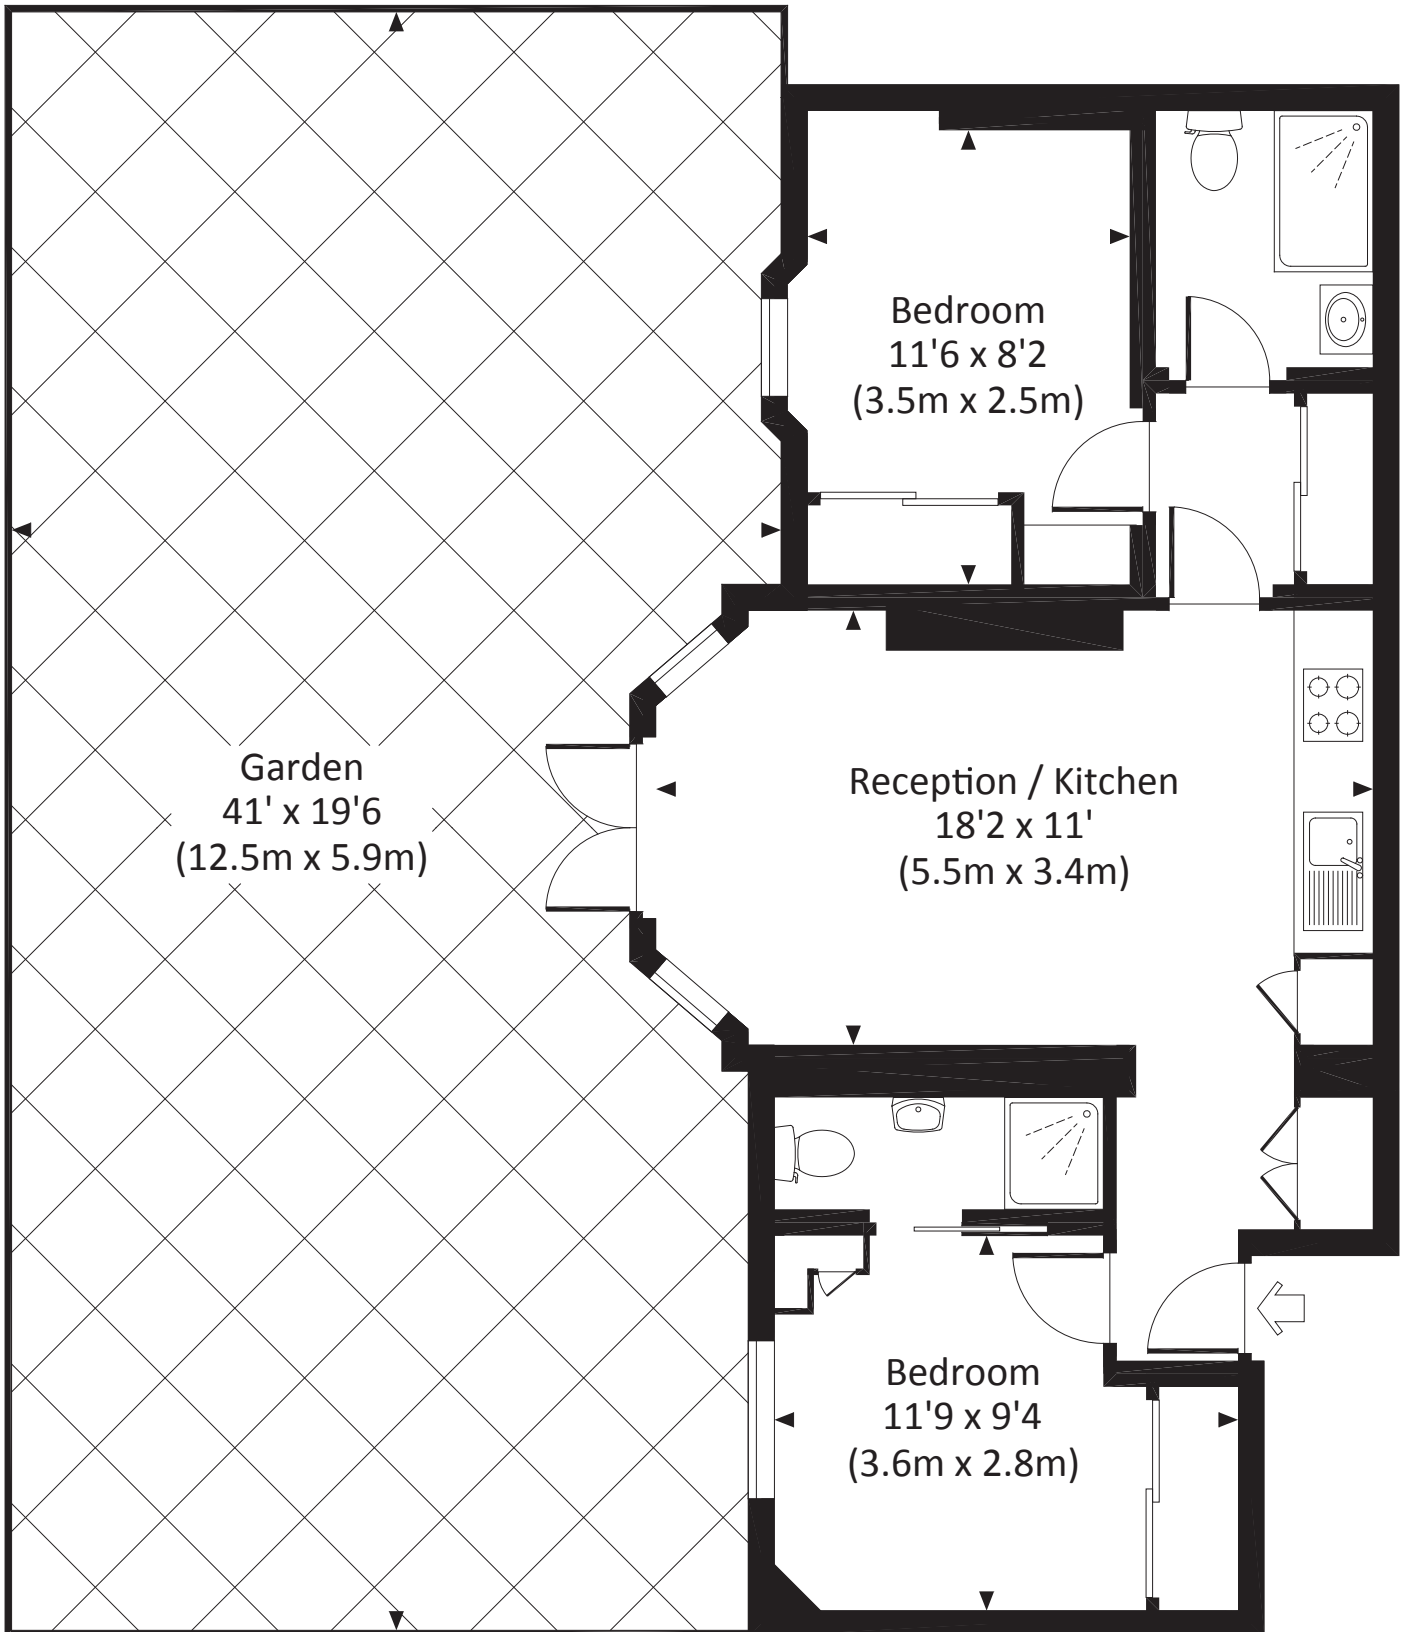 Bedroom
11'6 x 8'2
(3.5m x 2.5m)
Garden
41' x 19'6
(12.5m x 5.9m)
Reception / Kitchen
18'2 x 11'
(5.5m x 3.4m)
Bedroom
11'9 x 9'4
(3.6m x 2.8m)